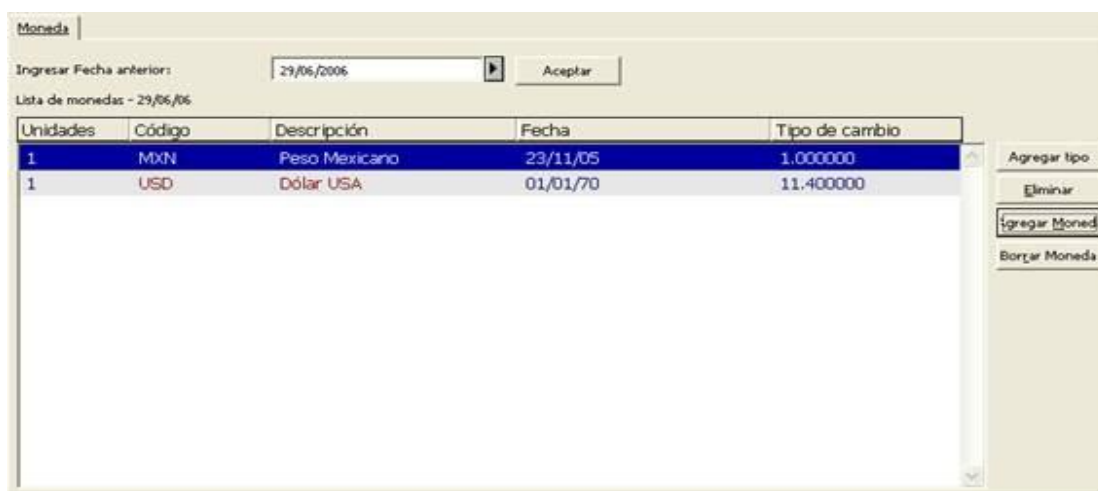 Moneda
Ingresar Fecha anterior: 29/06/2006 Aceptar
Lista de monedas - 29/06/06
Unidades Código Descripción Fecha Tipo de cambio
1 MXN Peso Mexicano 23/11/05 1.000000 Agregar tipo
1 USD Dólar USA 01/01/70 11.400000
Eliminar
gregar Moned
Borrar Moneda